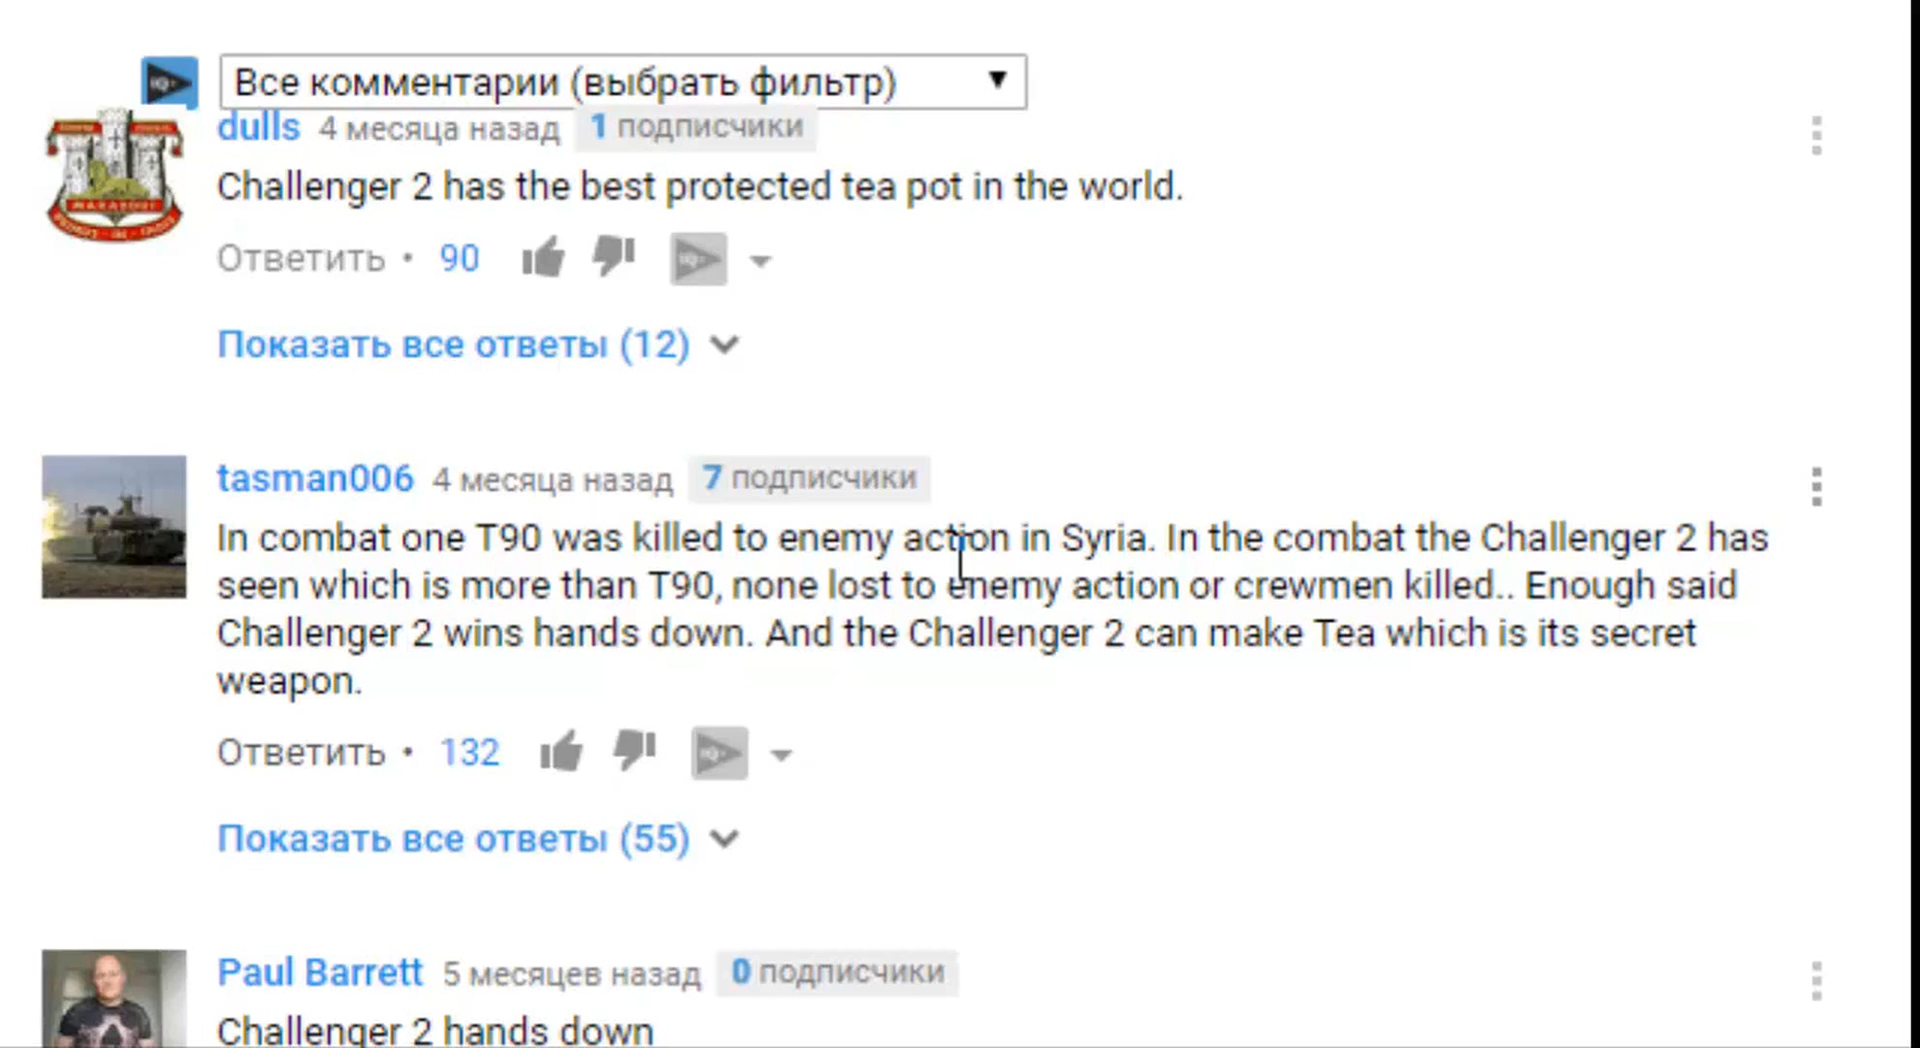 Все комментарии (выбрать фильтр)
dulls 4 месяца назад 1 подписчики
Challenger 2 has the best protected tea pot in the world.
Ответить • 90
Показать все ответы (12)
tasman006 4 месяца назад 7 подписчики
In combat one T90 was killed to enemy action in Syria. In the combat the Challenger 2 has
seen which is more than T90, none lost to enemy action or crewmen killed.. Enough said
Challenger 2 wins hands down. And the Challenger 2 can make Tea which is its secret
weapon.
Ответить • 132
Показать все ответы (55)
Paul Barrett 5 месяцев назад 0 подписчики
Challenger 2 hands down